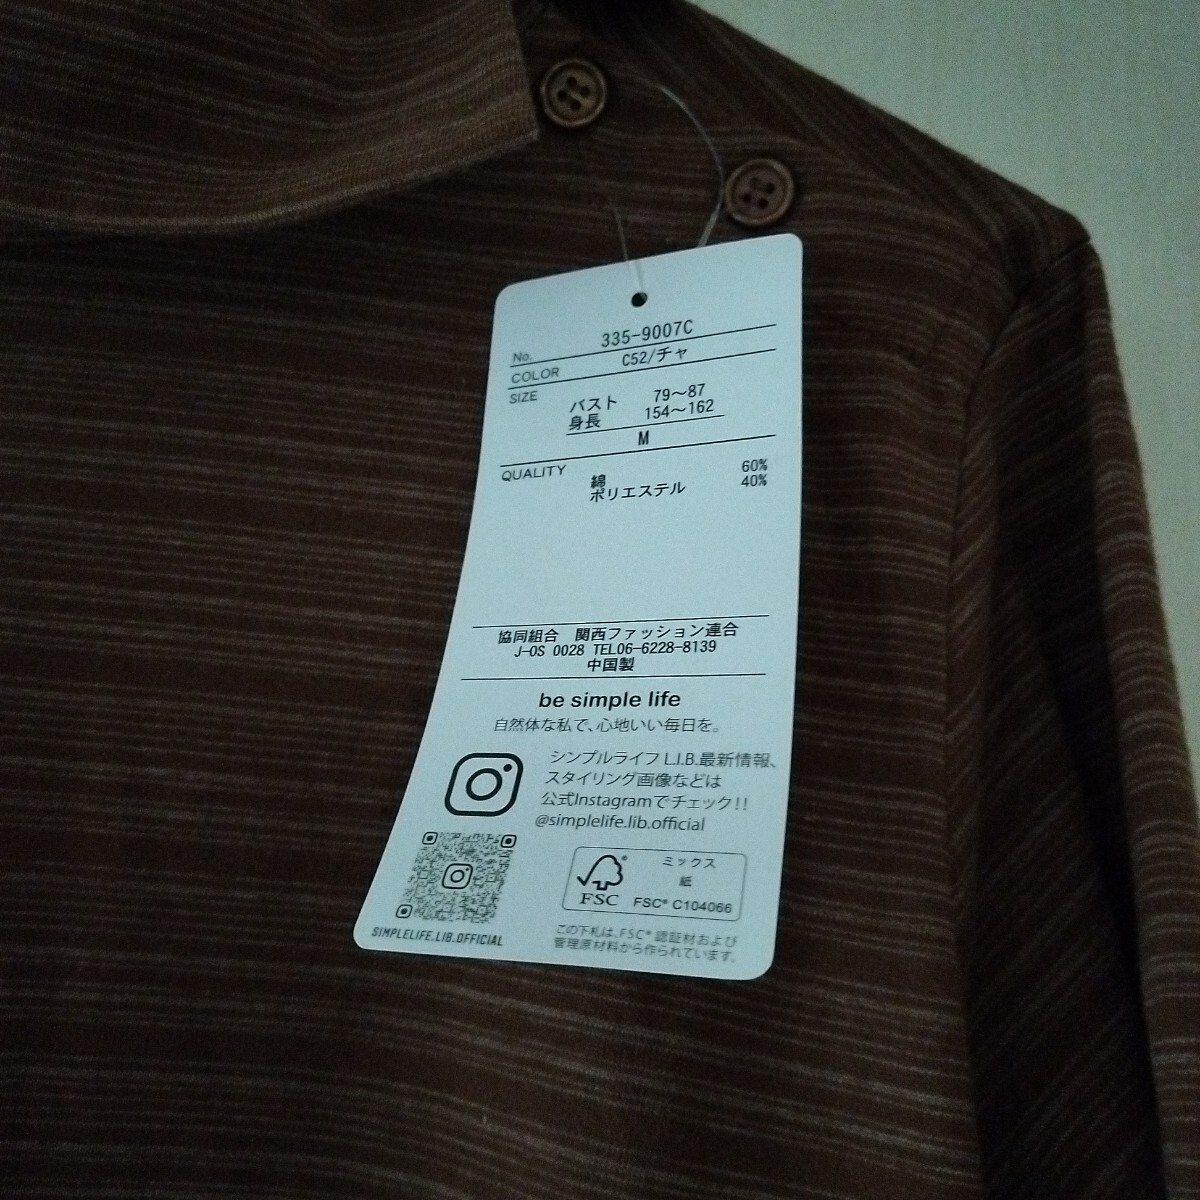 No. 335-9007C
COLOR C52/チャ
SIZE バスト 79～87
身長 154～162
M
QUALITY 綿 60%
ポリエステル 40%
協同組合 関西ファッション連合
J-OS 0028 TEL06-6228-8139
中国製
be simple life
自然体な私で、心地いい毎日を。
シンプルライフ L.I.B.最新情報、
スタイリング画像などは
公式Instagramでチェック!!
@simplelife.lib.official
SIMPLELIFE.LIB.OFFICIAL
FSC®
ミックス
紙
FSC® C104066
この下札は、FSC® 認証材および
管理原材料から作られています。